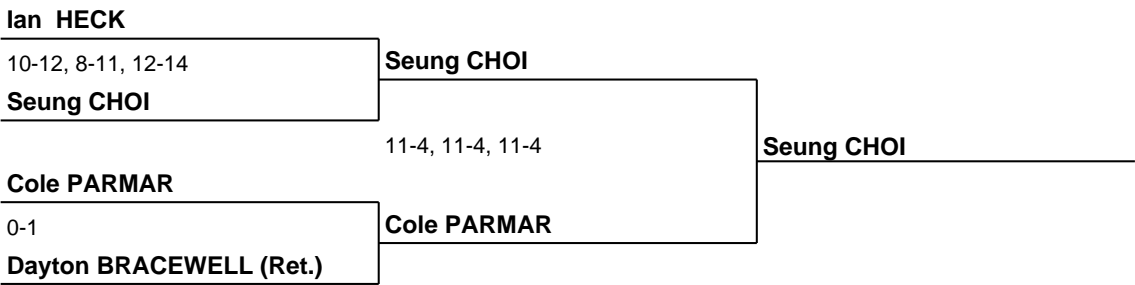 Ian HECK
10-12, 8-11, 12-14
Seung CHOI
Seung CHOI
11-4, 11-4, 11-4
Seung CHOI
Cole PARMAR
0-1
Cole PARMAR
Dayton BRACEWELL (Ret.)